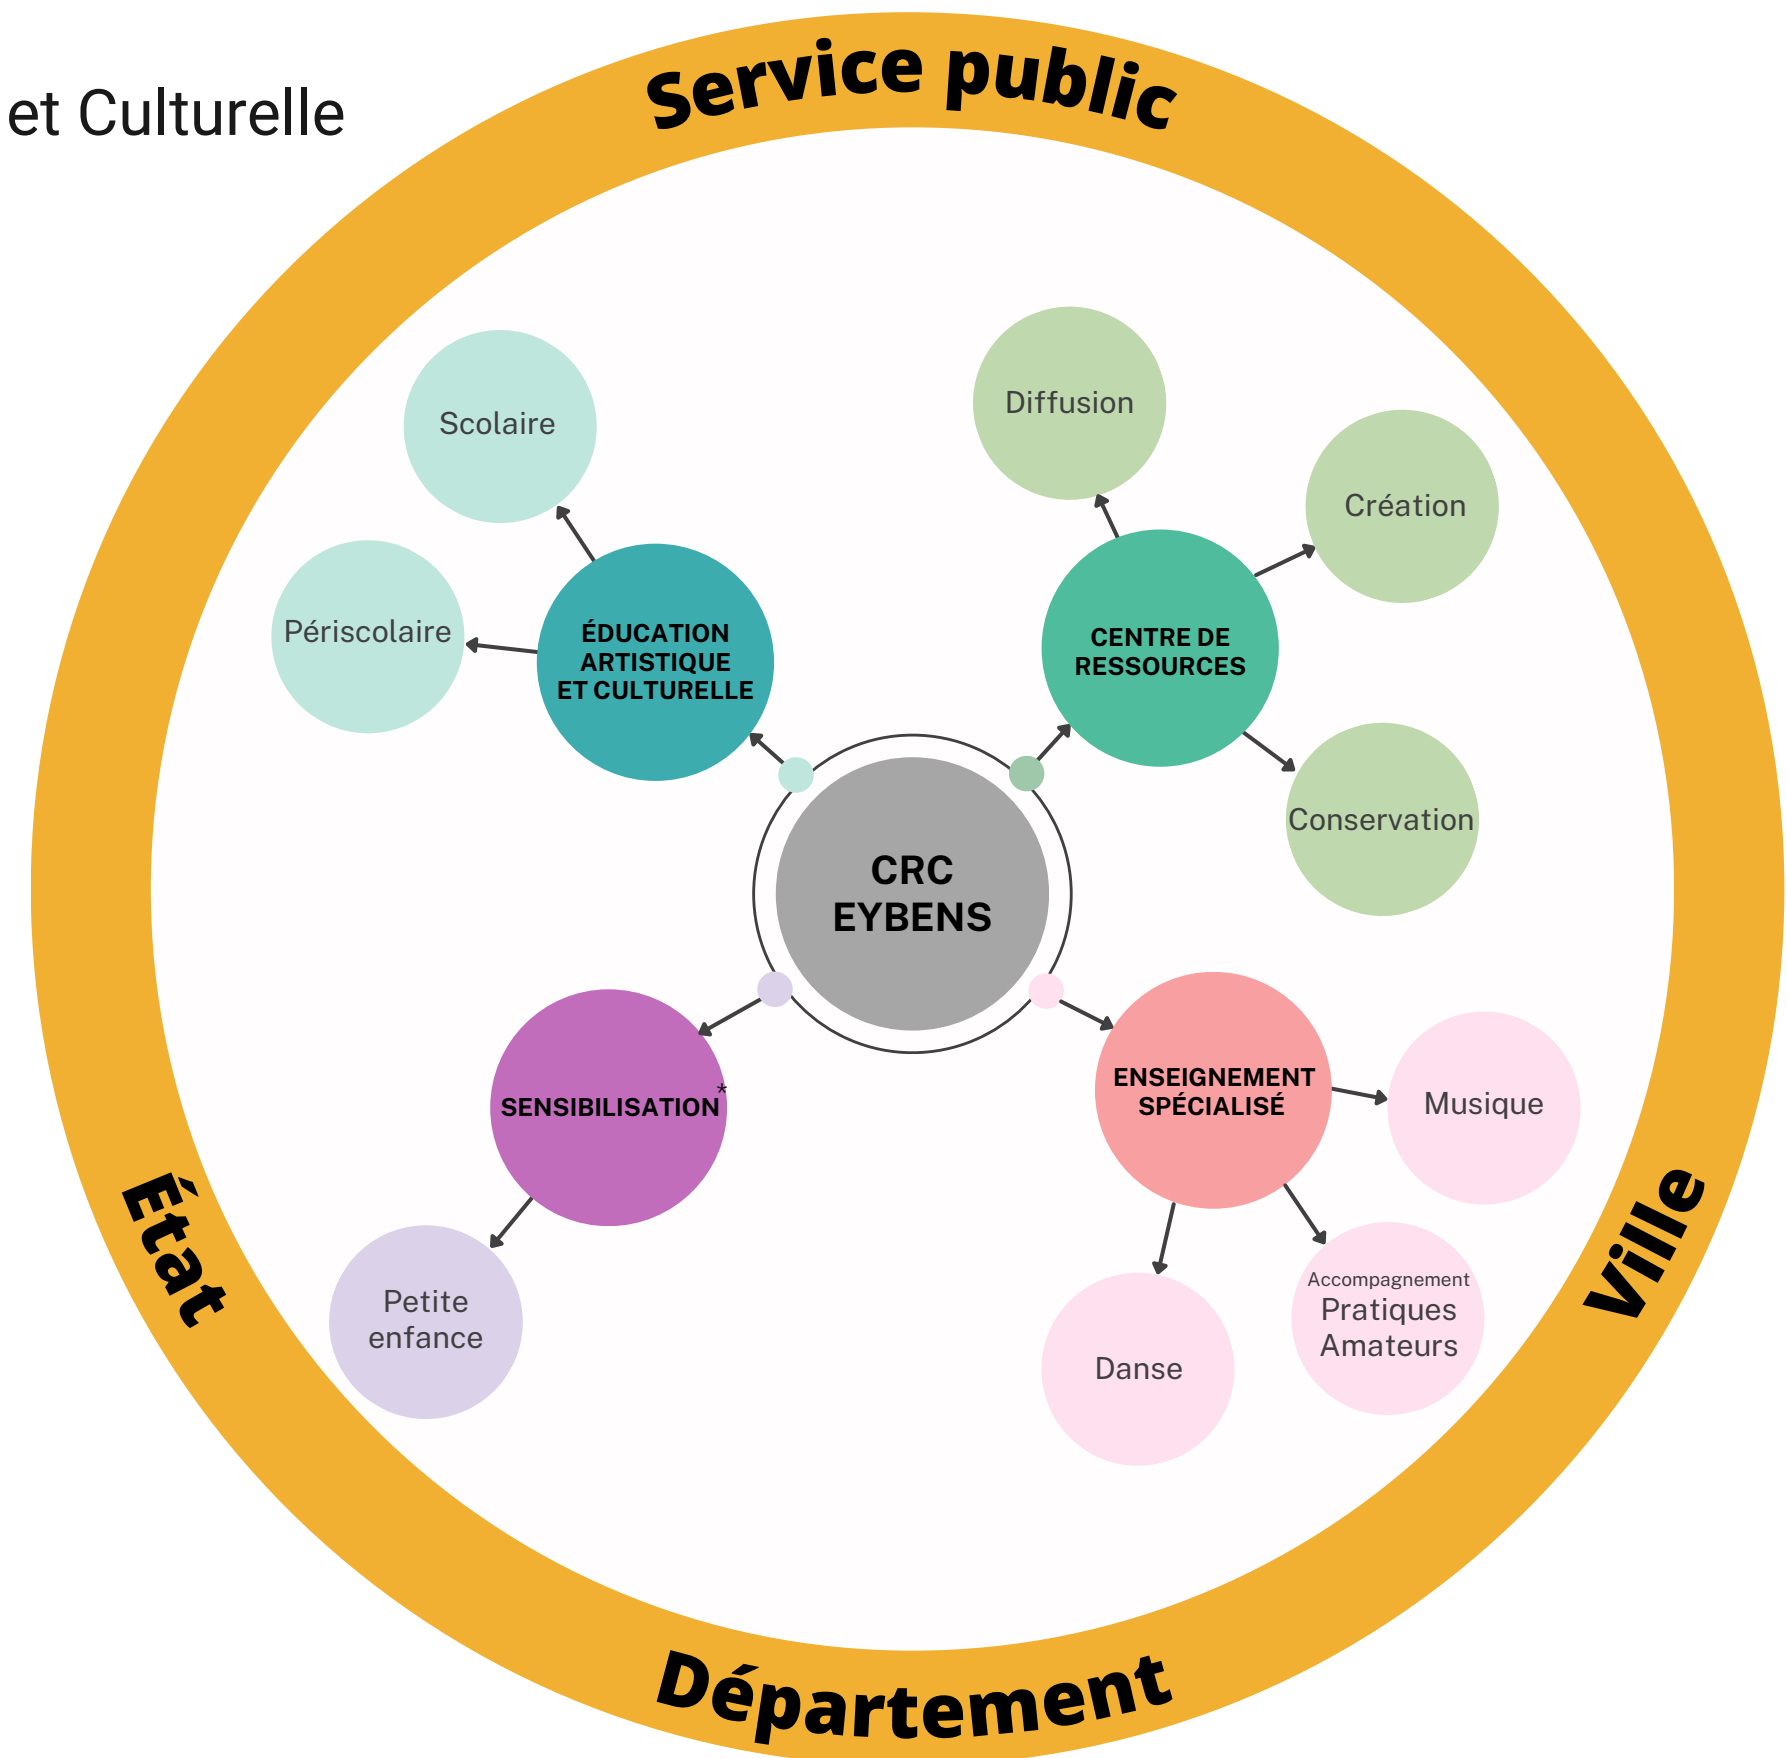 Service public
et Culturelle
Diffusion
Scolaire
Création
Périscolaire
ÉDUCATION
ARTISTIQUE
ET CULTURELLE
CENTRE DE
RESSOURCES
Conservation
CRC
EYBENS
SENSIBILISATION*
ENSEIGNEMENT
SPÉCIALISÉ
Musique
Petite
enfance
Accompagnement
Pratiques
Amateurs
Danse
État
Ville
Département